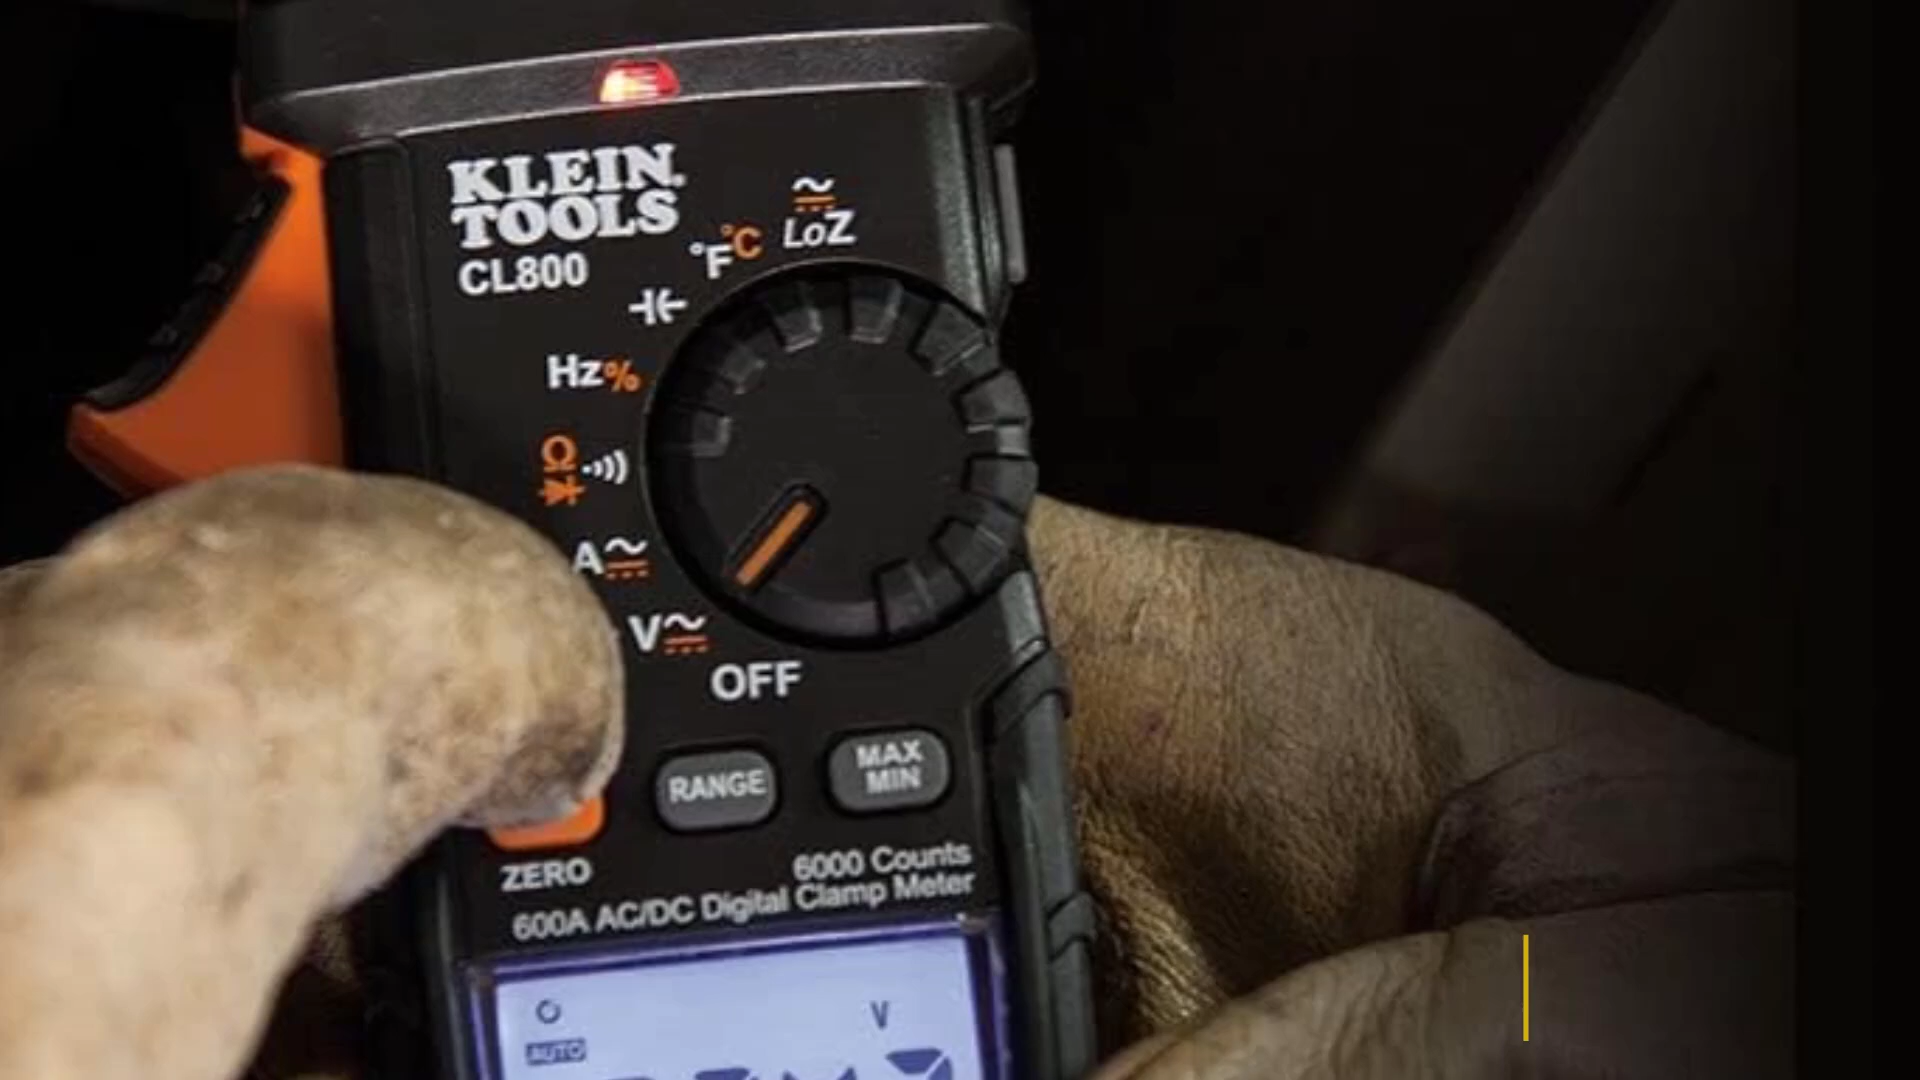 KLEIN
TOOLS
CL800
°F°C
LoZ
Hz%
Ω
A
V
OFF
RANGE
MAX
MIN
ZERO
6000 Counts
600A AC/DC Digital Clamp Meter
V
AUTO